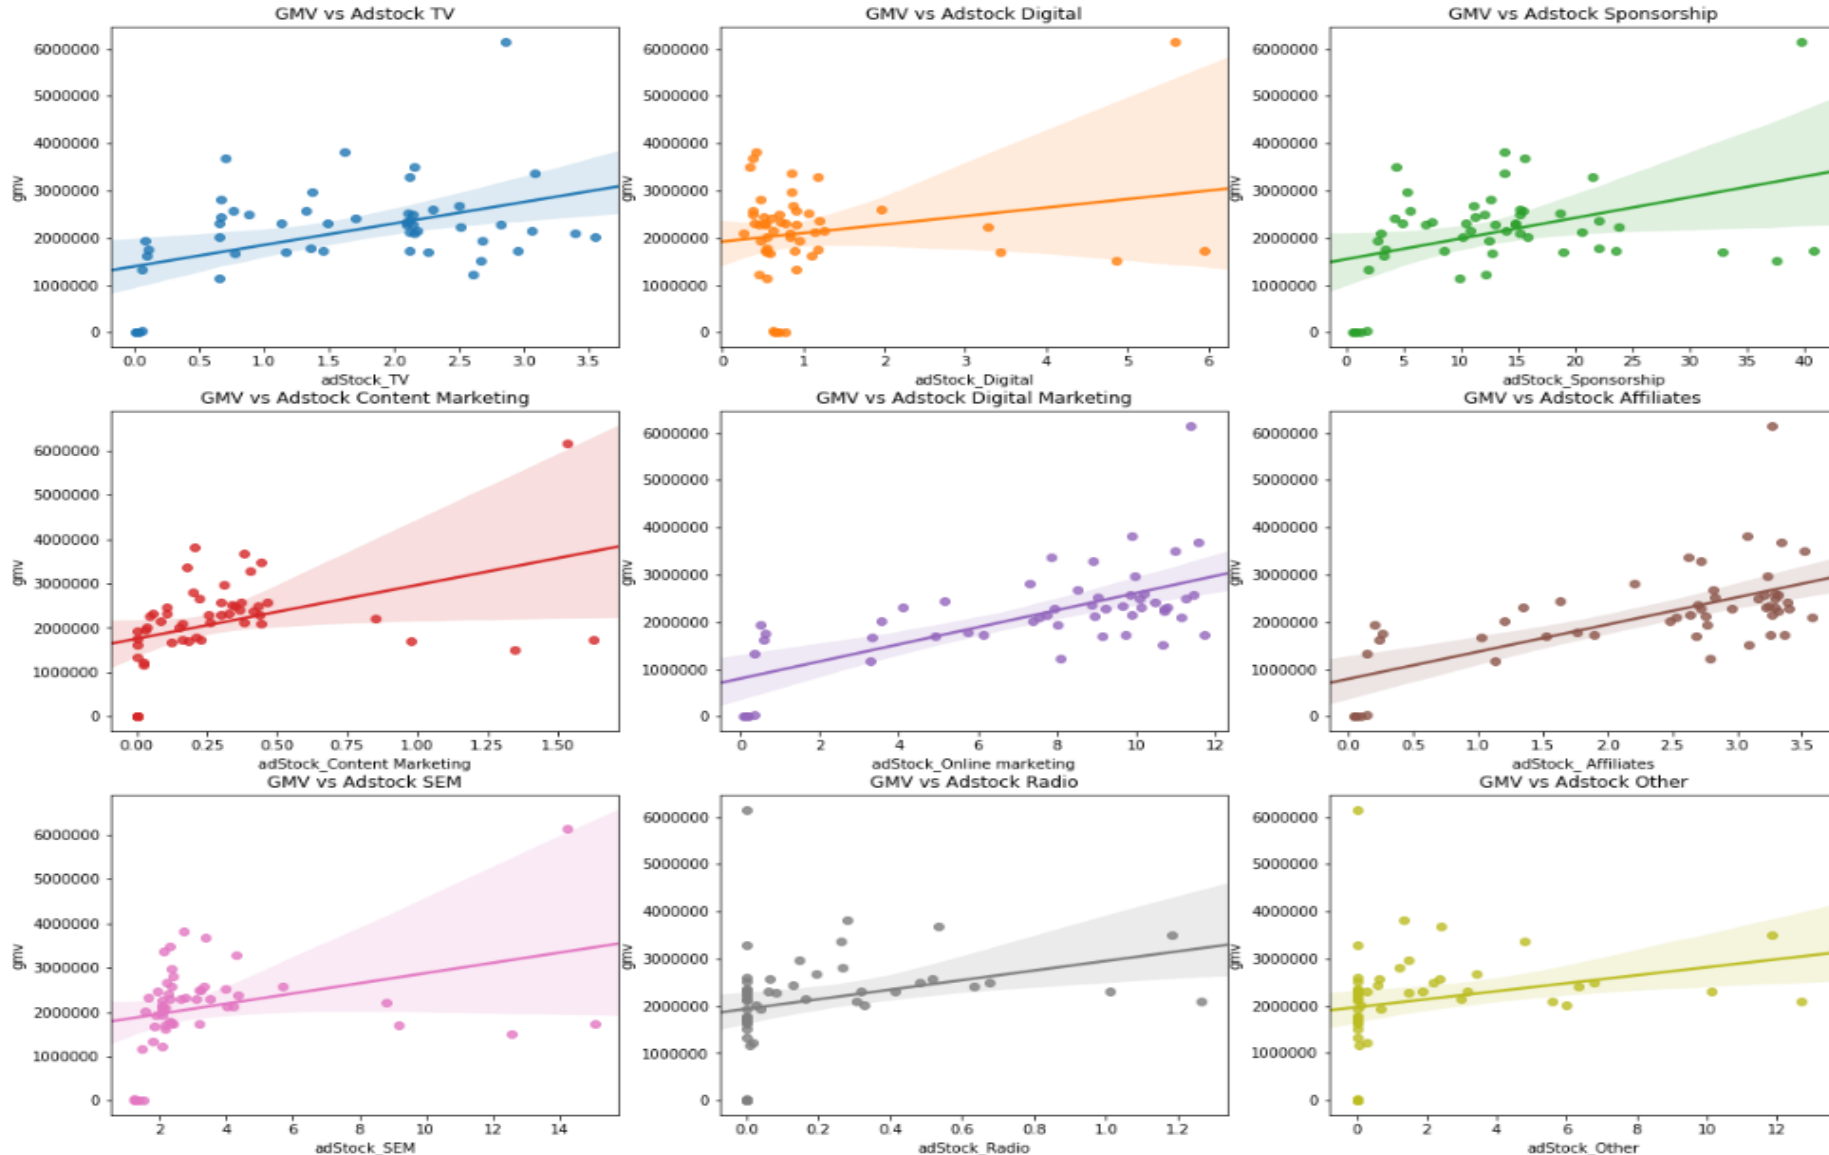 GMV vs Adstock TV
GMV vs Adstock Digital
GMV vs Adstock Sponsorship
6000000
5000000
4000000
3000000
2000000
1000000
0
gmv
0.0 0.5 1.0 1.5 2.0 2.5 3.0 3.5
adStock_TV
6000000
5000000
4000000
3000000
2000000
1000000
0
gmv
0 1 2 3 4 5 6
adStock_Digital
6000000
5000000
4000000
3000000
2000000
1000000
0
gmv
0 5 10 15 20 25 30 35 40
adStock_Sponsorship
GMV vs Adstock Content Marketing
GMV vs Adstock Digital Marketing
GMV vs Adstock Affiliates
6000000
5000000
4000000
3000000
2000000
1000000
0
gmv
0.00 0.25 0.50 0.75 1.00 1.25 1.50
adStock_Content Marketing
6000000
5000000
4000000
3000000
2000000
1000000
0
gmv
0 2 4 6 8 10 12
adStock_Online marketing
6000000
5000000
4000000
3000000
2000000
1000000
0
gmv
0.0 0.5 1.0 1.5 2.0 2.5 3.0 3.5
adStock_ Affiliates
GMV vs Adstock SEM
GMV vs Adstock Radio
GMV vs Adstock Other
6000000
5000000
4000000
3000000
2000000
1000000
0
gmv
2 4 6 8 10 12 14
adStock_SEM
6000000
5000000
4000000
3000000
2000000
1000000
0
gmv
0.0 0.2 0.4 0.6 0.8 1.0 1.2
adStock_Radio
6000000
5000000
4000000
3000000
2000000
1000000
0
gmv
0 2 4 6 8 10 12
adStock_Other